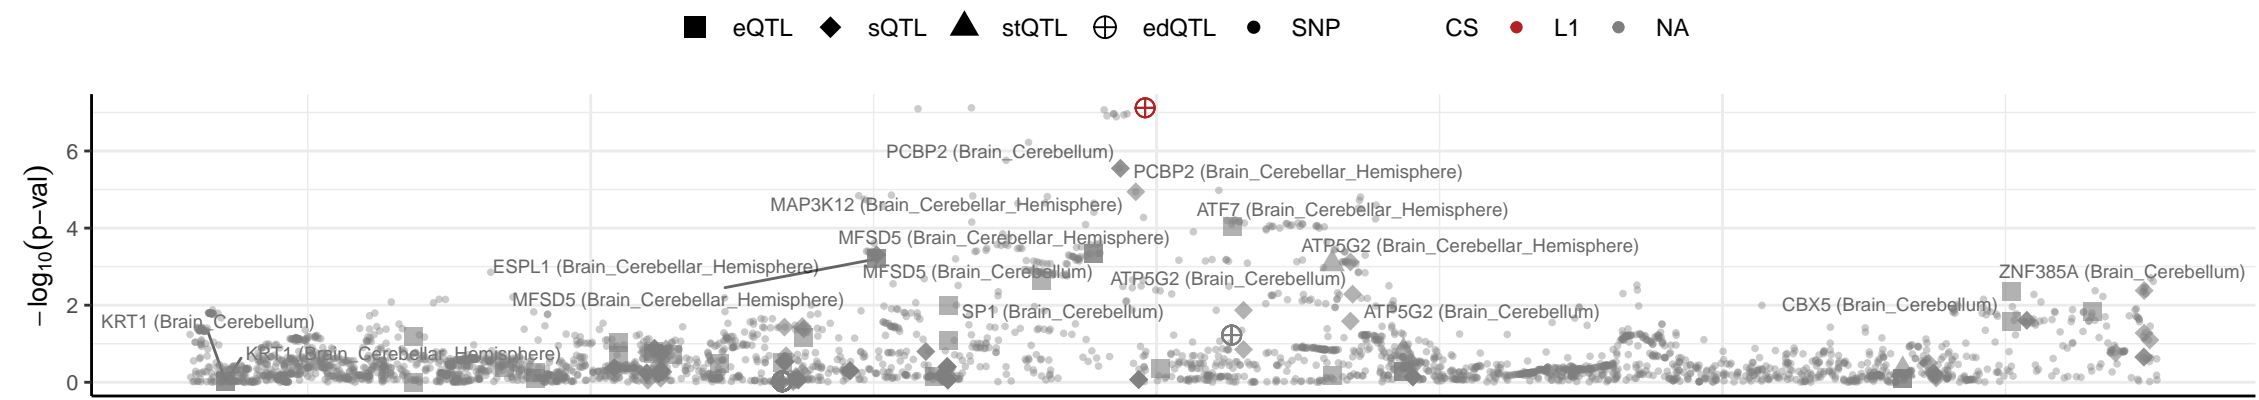 eQTL sQTL stQTL edQTL SNP CS L1 NA
−log10(p−val)
6
4
2
0
PCBP2 (Brain_Cerebellum)
PCBP2 (Brain_Cerebellar_Hemisphere)
MAP3K12 (Brain_Cerebellar_Hemisphere)
ATF7 (Brain_Cerebellar_Hemisphere)
MFSD5 (Brain_Cerebellar_Hemisphere)
ATP5G2 (Brain_Cerebellar_Hemisphere)
ESPL1 (Brain_Cerebellar_Hemisphere)
MFSD5 (Brain_Cerebellum)
ATP5G2 (Brain_Cerebellum)
ZNF385A (Brain_Cerebellum)
MFSD5 (Brain_Cerebellar_Hemisphere)
SP1 (Brain_Cerebellum)
ATP5G2 (Brain_Cerebellum)
CBX5 (Brain_Cerebellum)
KRT1 (Brain_Cerebellum)
KRT1 (Brain_Cerebellar_Hemisphere)